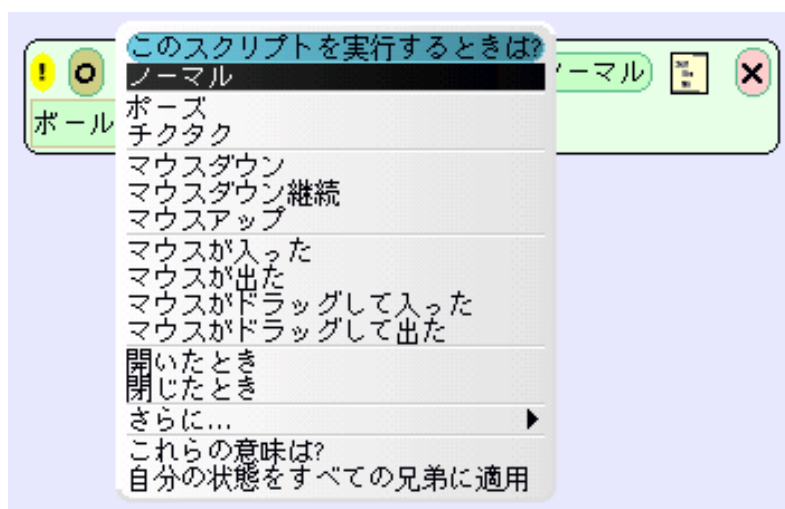 このスクリプトを実行するときは?
! O ノーマル ーマル ×
ボール
ポーズ
チクタク
マウスダウン
マウスダウン継続
マウスアップ
マウスが入った
マウスが出た
マウスがドラッグして入った
マウスがドラッグして出た
開いたとき
閉じたとき
さらに...
これらの意味は?
自分の状態をすべての兄弟に適用